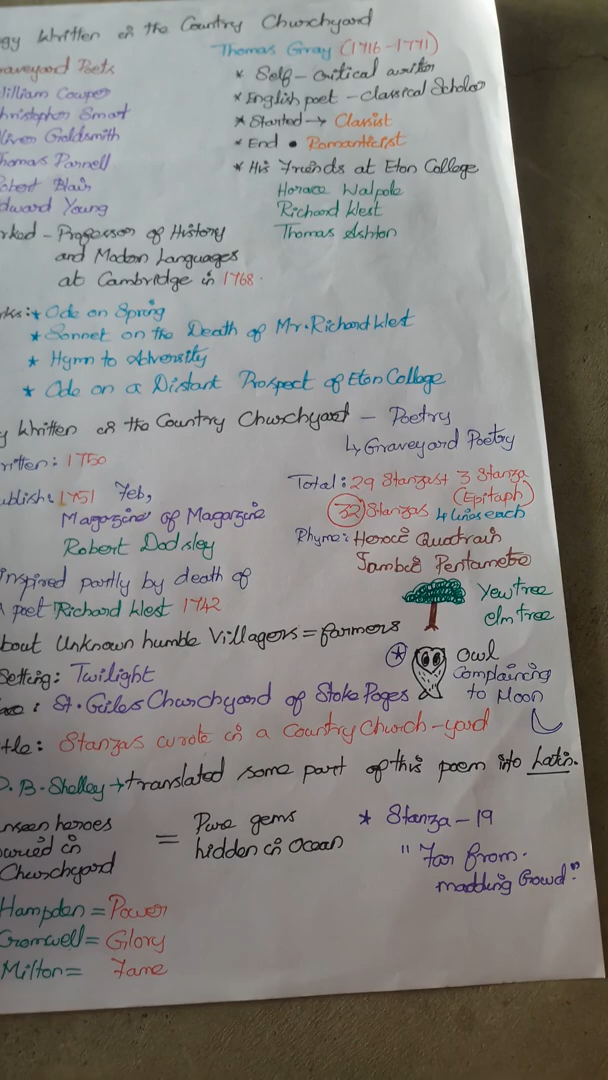 gy Written in the Country Churchyard
Thomas Gray (1716-1771)
raveyard Poets
* Self-critical writer
William Cowper
* English poet - Classical Scholar
hristopher Smart
* Started → Classist
liver Goldsmith
* End • Romanticist
homas Parnell
* His Friends at Eton College
obert Blair
Horace Walpole
dward Young
Richard West
Thomas Ashton
rked - Professor of History
and Modern Languages
at Cambridge in 1768.
rks: * Ode on Spring
* Sonnet on the Death of Mr. Richard West
* Hymn to Adversity
* Ode on a Distant Prospect of Eton College
y Written in the Country Churchyard - Poetry
↳ Graveyard Poetry
ritten: 1750
Total: 29 Stanzas + 3 Stanza
(Epitaph)
ublish: 1751 Feb,
32 Stanzas 4 lines each
Magazine of Magazine
Rhyme: Heroic Quatrain
Robert Dodsley
Iambic Pentametre
inspired partly by death of
poet Richard West 1742
Yew tree
elm tree
bout Unknown humble Villagers = farmers
Setting: Twilight
* Owl
Complaining
to Moon
: St. Giles Churchyard of Stoke Poges
tle: Stanzas wrote in a Country Church-yard
P.B. Shelley → translated some part of this poem into Latin.
nseen heroes
buried in
Churchyard
= Pure gems
hidden in Ocean
* Stanza - 19
"Far from
madding Crowd"
Hampden = Power
Cromwell = Glory
Milton = Fame